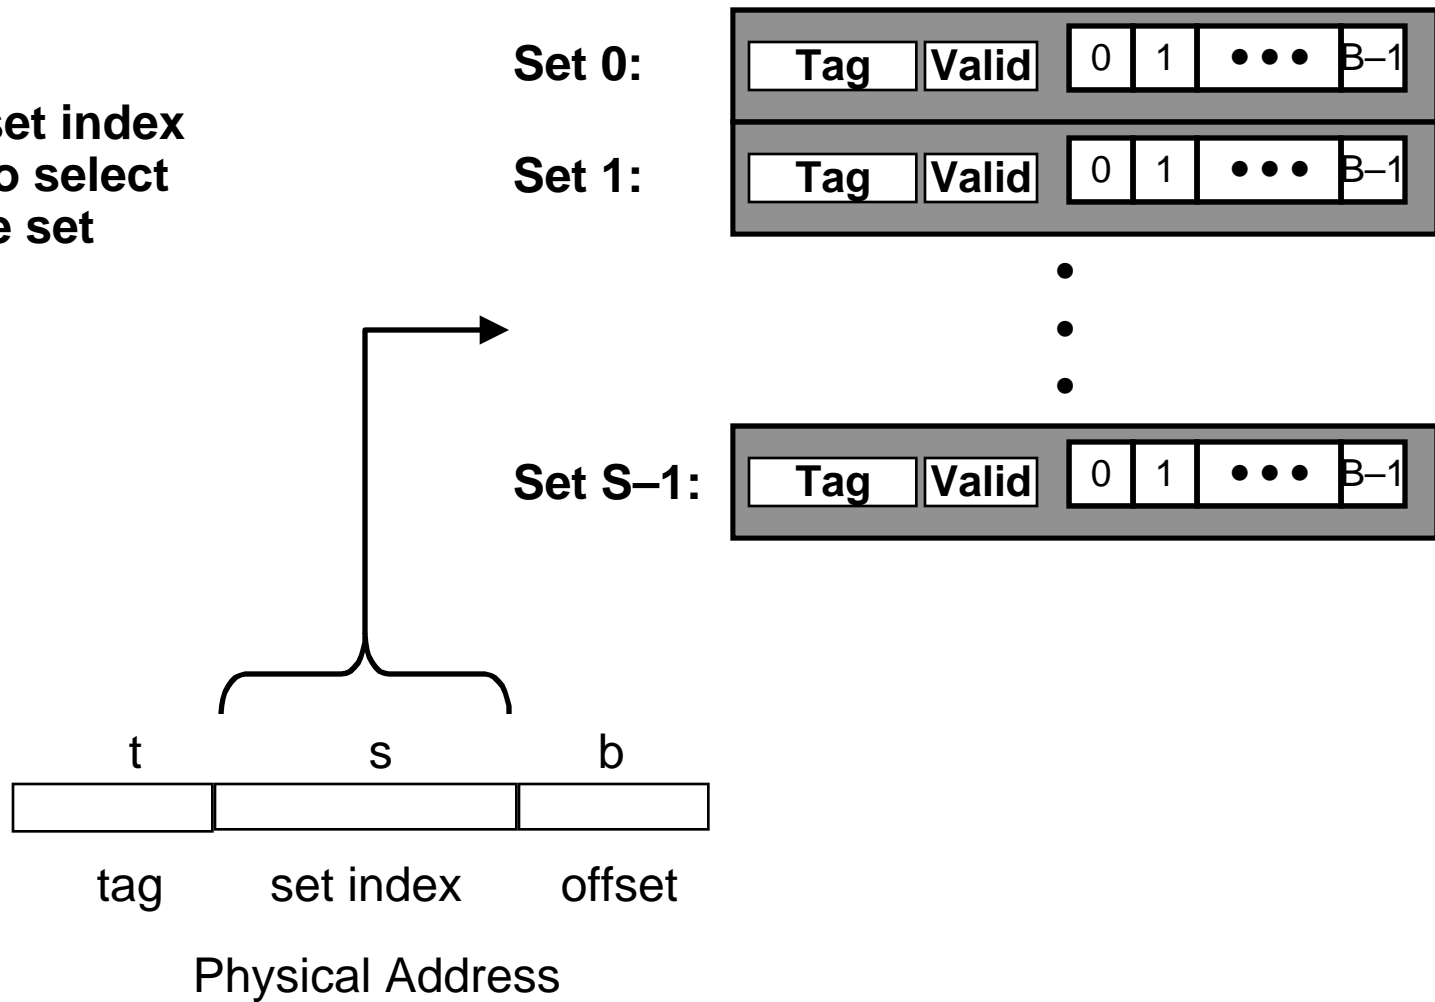 set index
o select
e set
Set 0:
Tag Valid 0 1 • • • B–1
Set 1:
Tag Valid 0 1 • • • B–1
•
•
•
Set S–1:
Tag Valid 0 1 • • • B–1
t s b
tag set index offset
Physical Address